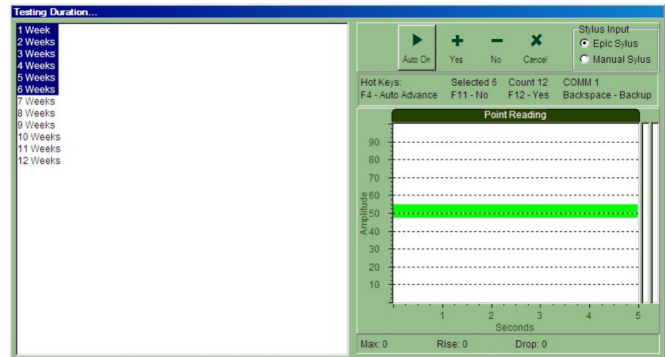 Testing Duration...
1 Week
2 Weeks
3 Weeks
4 Weeks
5 Weeks
6 Weeks
7 Weeks
8 Weeks
9 Weeks
10 Weeks
11 Weeks
12 Weeks
Auto On
Yes
No
Cancel
Stylus Input
Epic Sylus
Manual Sylus
Hot Keys: Selected 6 Count 12 COMM 1
F4 - Auto Advance F11 - No F12 - Yes Backspace - Backup
Point Reading
Amplitude
90
80
70
60
50
40
30
20
10
1 2 3 4 5
Seconds
Max: 0 Rise: 0 Drop: 0